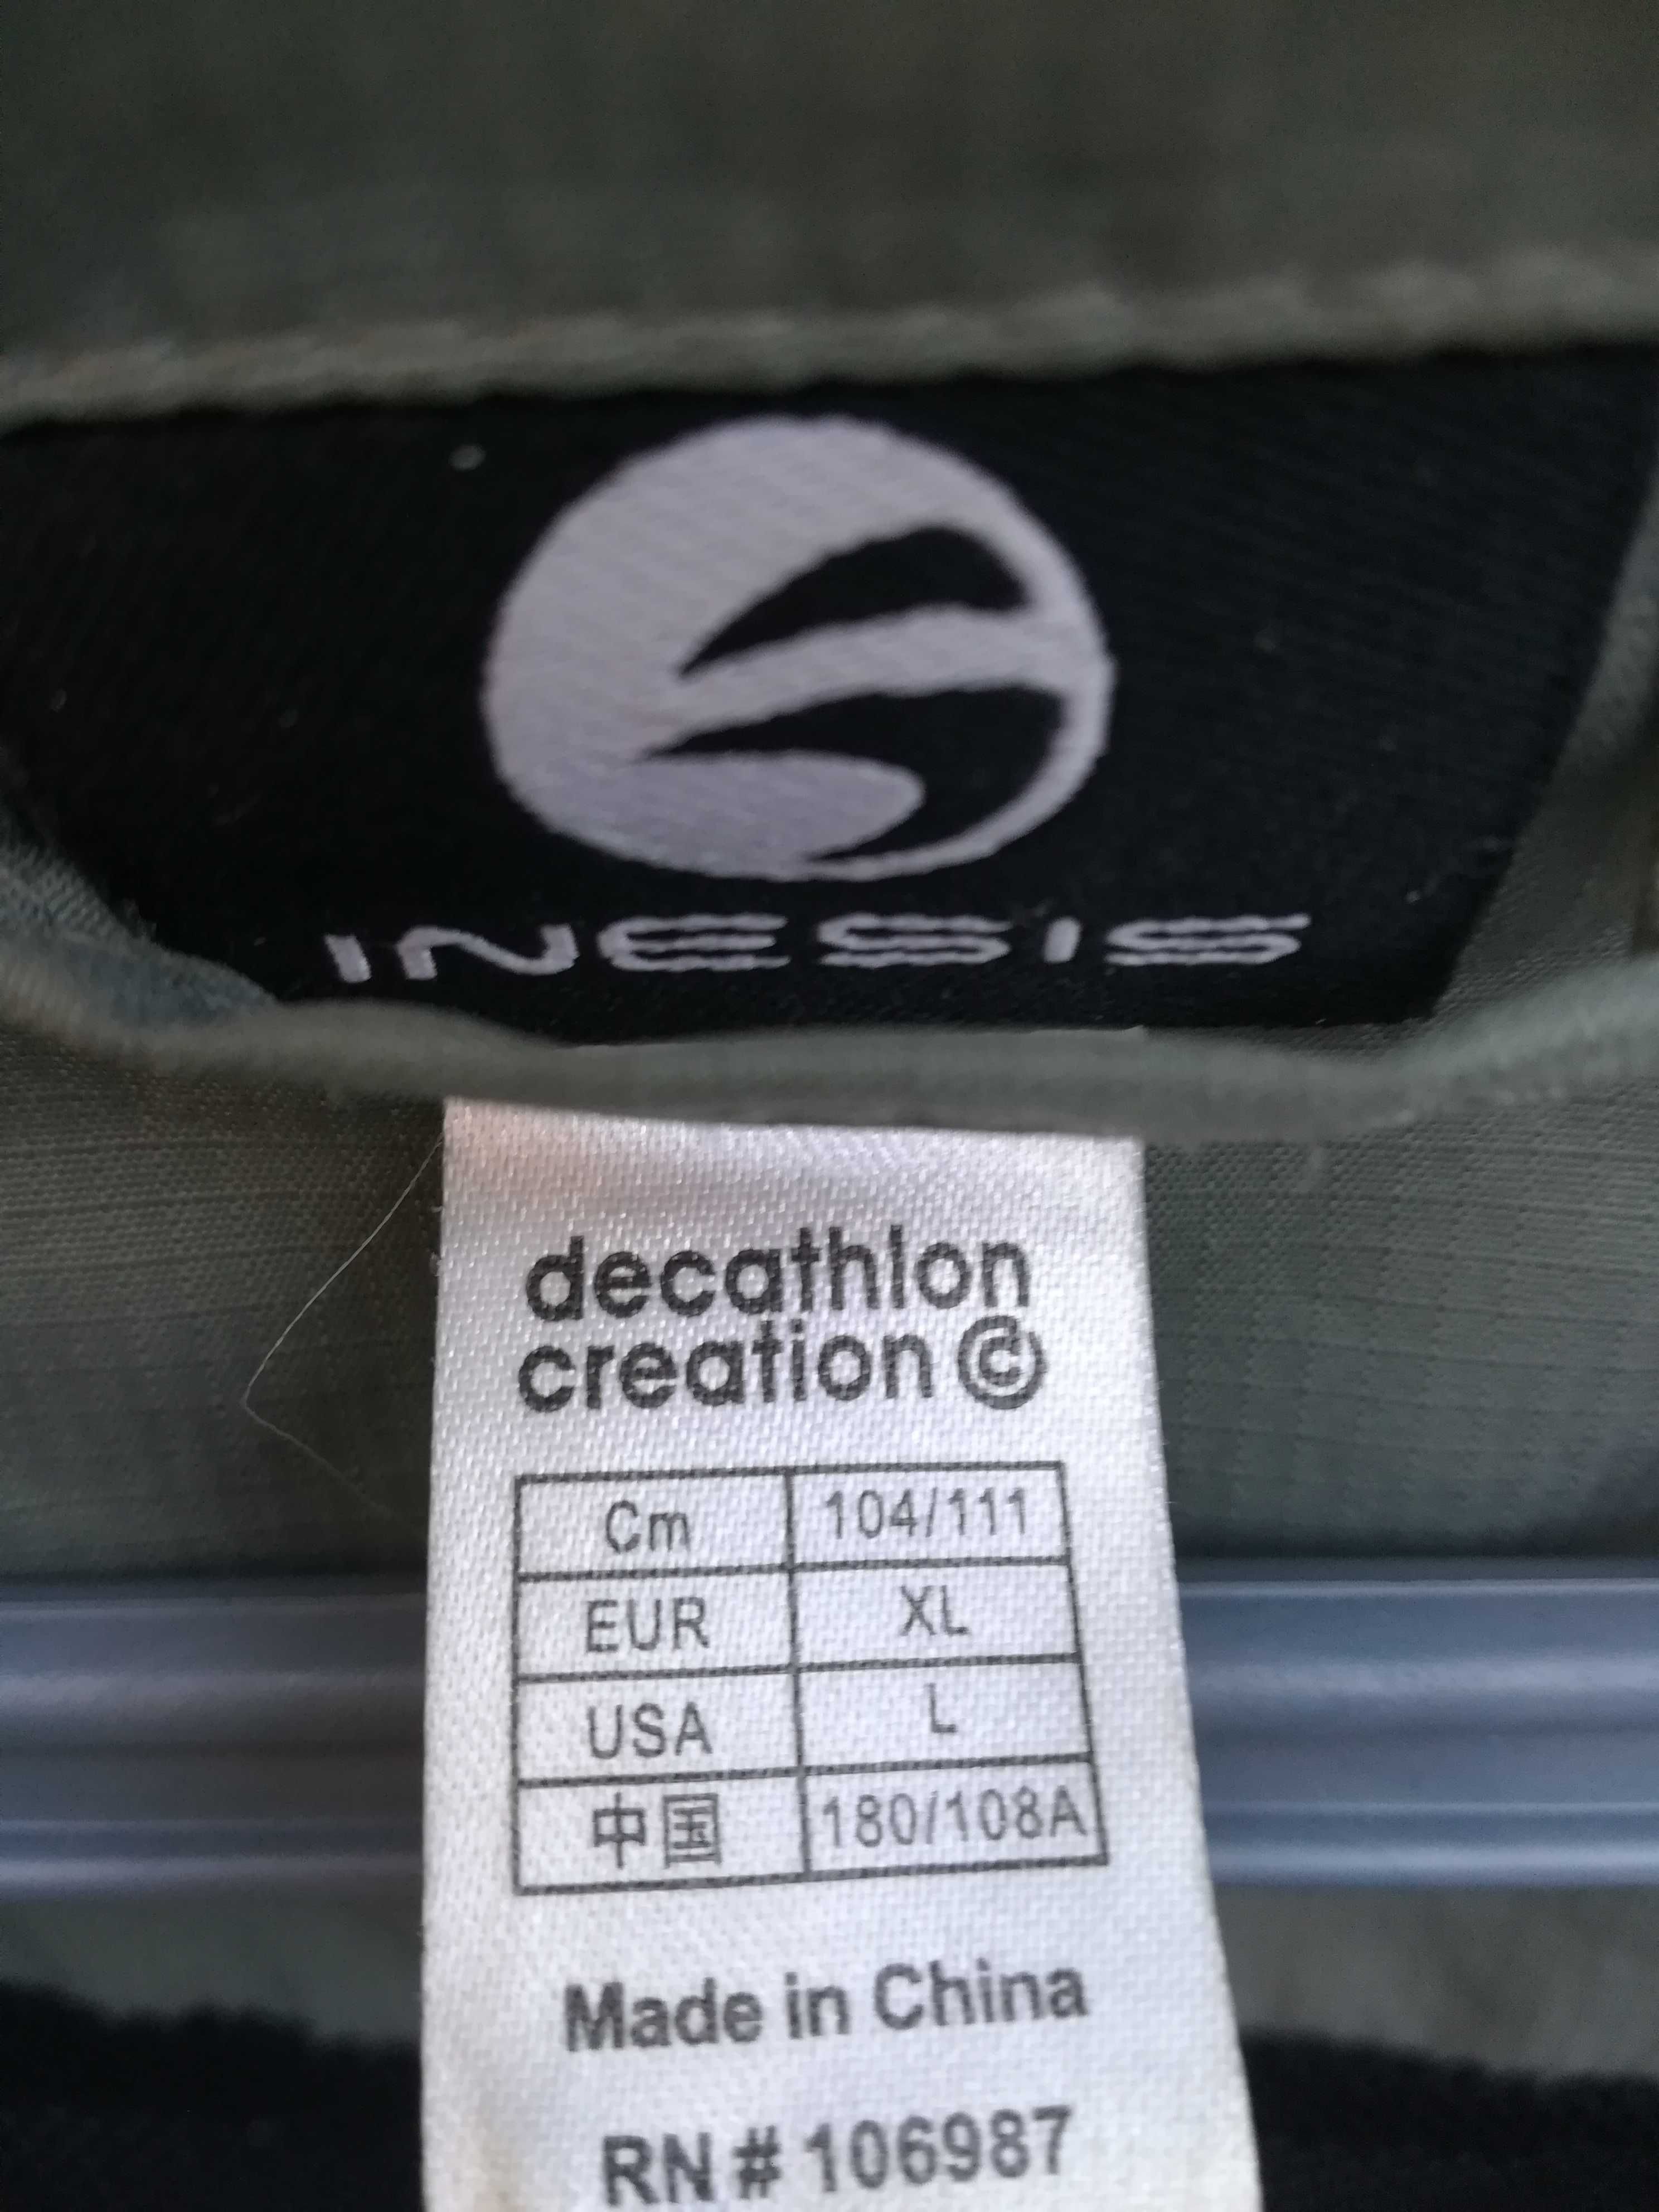 INESIS
decathlon
creation ©
Cm 104/111
EUR XL
USA L
中国 180/108A
Made in China
RN # 106987